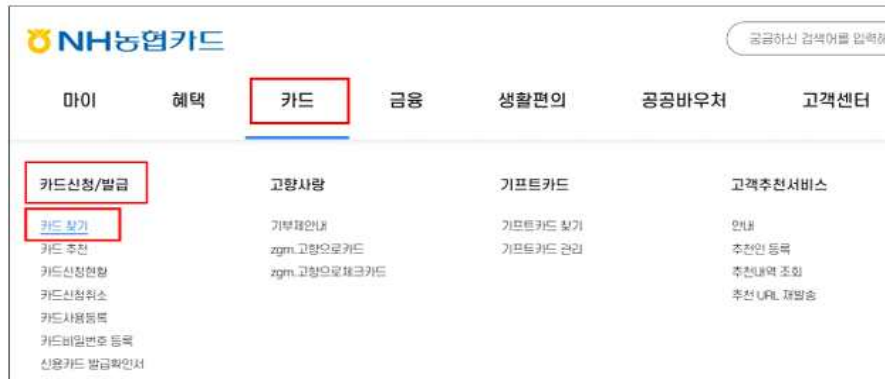 NH농협카드
궁금하신 검색어를 입력해
마이 혜택 카드 금융 생활편의 공공바우처 고객센터
카드신청/발급 고향사랑 기프트카드 고객추천서비스
카드 찾기 기부제안내 기프트카드 찾기 안내
카드 추천 zgm.고향으로카드 기프트카드 관리 추천인 등록
카드신청현황 zgm.고향으로체크카드 추천내역 조회
카드신청취소 추천 URL 재발송
카드사용등록
카드비밀번호 등록
신용카드 발급확인서